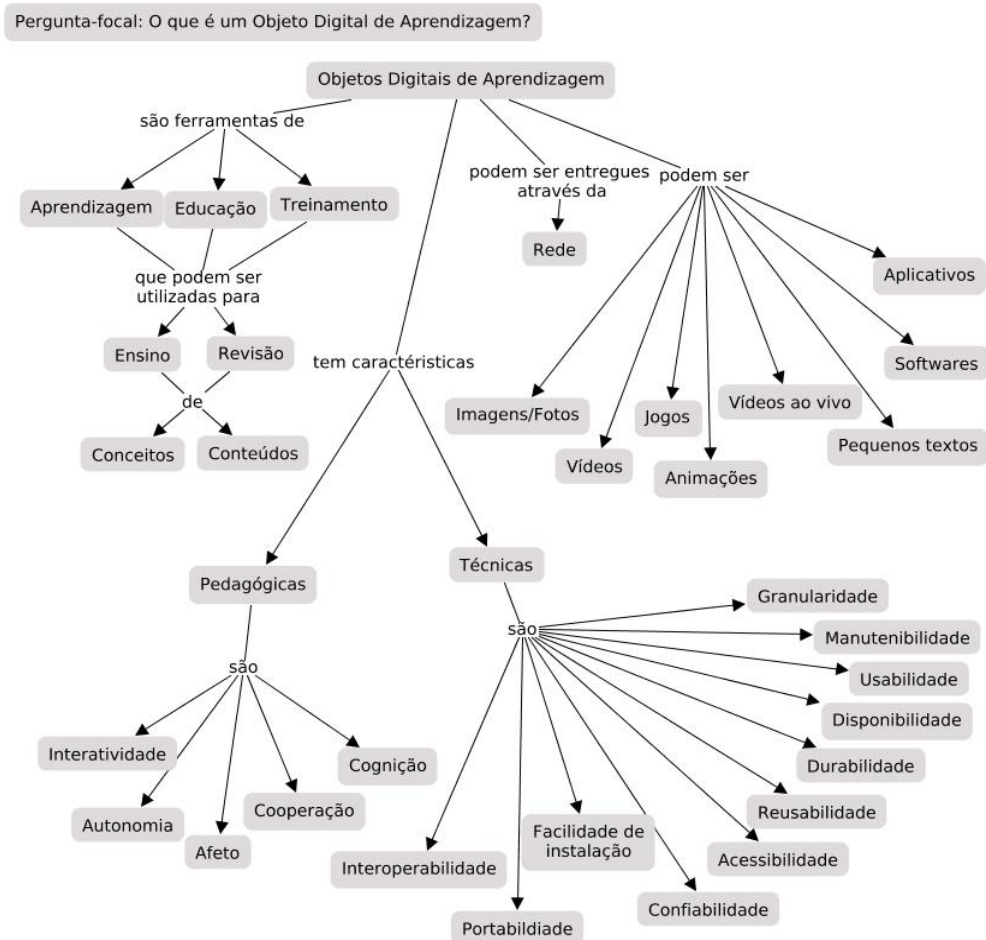 Pergunta-focal: O que é um Objeto Digital de Aprendizagem?
Objetos Digitais de Aprendizagem
são ferramentas de
podem ser entregues
através da
podem ser
Aprendizagem
Educação
Treinamento
Rede
Aplicativos
que podem ser
utilizadas para
Ensino
Revisão
tem caractéristicas
Softwares
de
Imagens/Fotos
Jogos
Vídeos ao vivo
Conceitos
Conteúdos
Vídeos
Animações
Pequenos textos
Pedagógicas
Técnicas
são
são
Granularidade
Manutenibilidade
Usabilidade
Disponibilidade
Durabilidade
Reusabilidade
Acessibilidade
Confiabilidade
Facilidade de
instalação
Interoperabilidade
Portabildiade
Interatividade
Cognição
Autonomia
Cooperação
Afeto